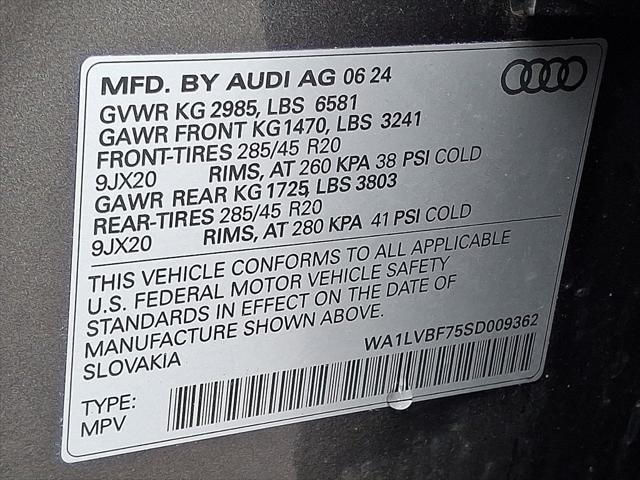 MFD. BY AUDI AG 06 24
GVWR KG 2985, LBS 6581
GAWR FRONT KG1470, LBS 3241
FRONT-TIRES 285/45 R20
9JX20 RIMS, AT 260 KPA 38 PSI COLD
GAWR REAR KG 1725, LBS 3803
REAR-TIRES 285/45 R20
9JX20 RIMS, AT 280 KPA 41 PSI COLD
THIS VEHICLE CONFORMS TO ALL APPLICABLE
U.S. FEDERAL MOTOR VEHICLE SAFETY
STANDARDS IN EFFECT ON THE DATE OF
MANUFACTURE SHOWN ABOVE.
SLOVAKIA WA1LVBF75SD009362
TYPE:
MPV